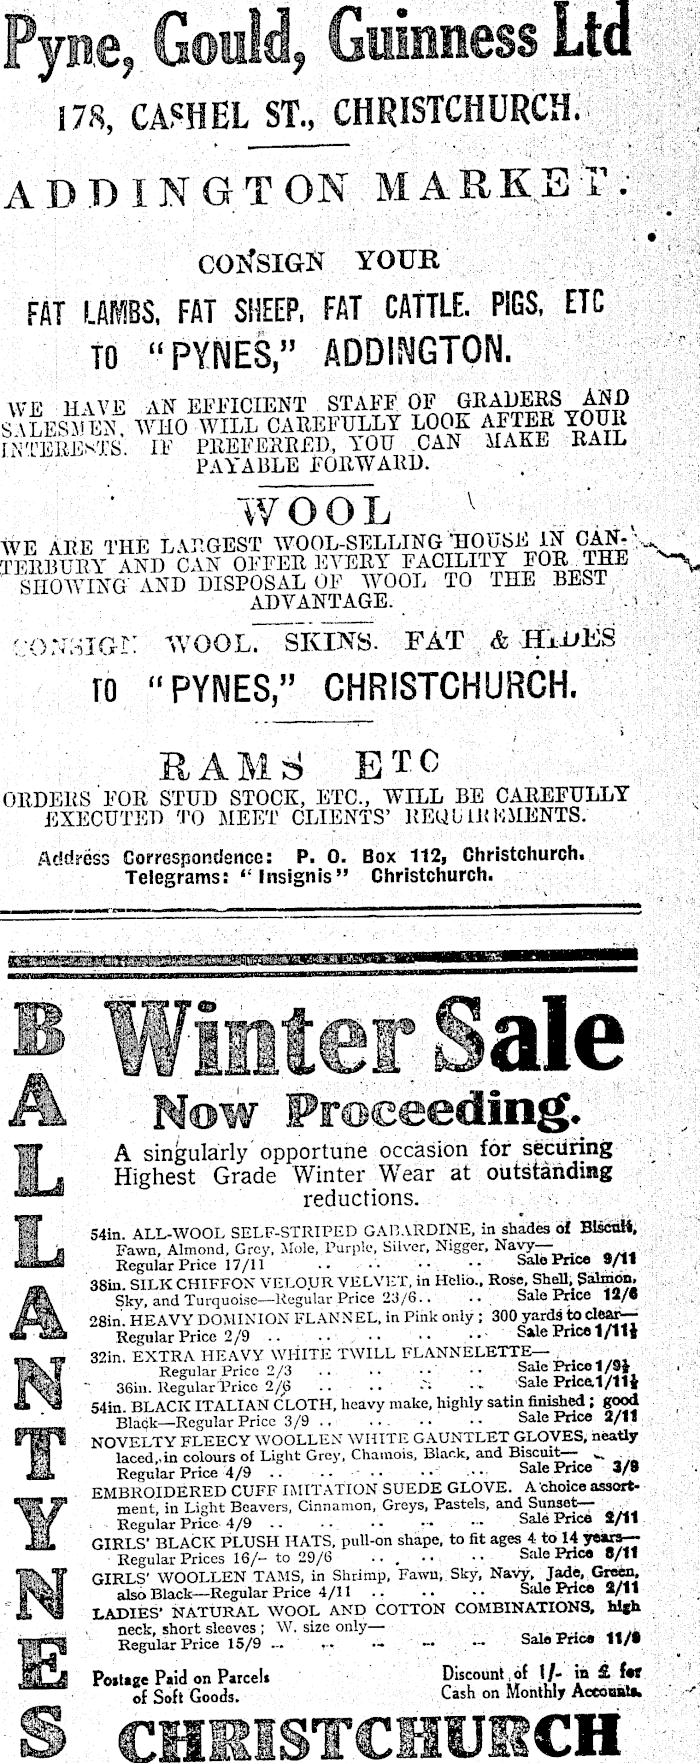 Pyne, Gould, Guinness Ltd
178, CASHEL ST., CHRISTCHURCH.
ADDINGTON MARKET.
CONSIGN YOUR
FAT LAMBS, FAT SHEEP, FAT CATTLE. PIGS, ETC
TO "PYNES," ADDINGTON.
WE HAVE AN EFFICIENT STAFF OF GRADERS AND
SALESMEN, WHO WILL CAREFULLY LOOK AFTER YOUR
INTERESTS. IF PREFERRED, YOU CAN MAKE RAIL
PAYABLE FORWARD.
WOOL
WE ARE THE LARGEST WOOL-SELLING HOUSE IN CAN-
TERBURY AND CAN OFFER EVERY FACILITY FOR THE
SHOWING AND DISPOSAL OF WOOL TO THE BEST
ADVANTAGE.
CONSIGN WOOL. SKINS. FAT & HIDES
TO "PYNES," CHRISTCHURCH.
RAMS ETC
ORDERS FOR STUD STOCK, ETC., WILL BE CAREFULLY
EXECUTED TO MEET CLIENTS' REQUIREMENTS.
Address Correspondence: P. O. Box 112, Christchurch.
Telegrams: "Insignis" Christchurch.
BALLANTYNES
Winter Sale
Now Proceeding.
A singularly opportune occasion for securing
Highest Grade Winter Wear at outstanding
reductions.
54in. ALL-WOOL SELF-STRIPED GABARDINE, in shades of Biscuit,
Fawn, Almond, Grey, Mole, Purple, Silver, Nigger, Navy—
Regular Price 17/11 .. .. .. .. Sale Price 9/11
38in. SILK CHIFFON VELOUR VELVET, in Helio., Rose, Shell, Salmon,
Sky, and Turquoise—Regular Price 23/6.. .. Sale Price 12/6
28in. HEAVY DOMINION FLANNEL, in Pink only; 300 yards to clear—
Regular Price 2/9 .. .. .. .. Sale Price 1/11½
32in. EXTRA HEAVY WHITE TWILL FLANNELETTE—
Regular Price 2/3 .. .. .. Sale Price 1/9½
36in. Regular Price 2/6 .. .. .. Sale Price 1/11½
54in. BLACK ITALIAN CLOTH, heavy make, highly satin finished; good
Black—Regular Price 3/9 .. .. .. .. Sale Price 2/11
NOVELTY FLEECY WOOLLEN WHITE GAUNTLET GLOVES, neatly
laced, in colours of Light Grey, Chamois, Black, and Biscuit—
Regular Price 4/9 .. .. .. .. .. Sale Price 3/9
EMBROIDERED CUFF IMITATION SUEDE GLOVE. A choice assort-
ment, in Light Beavers, Cinnamon, Greys, Pastels, and Sunset—
Regular Price 4/9 .. .. .. .. .. Sale Price 2/11
GIRLS' BLACK PLUSH HATS, pull-on shape, to fit ages 4 to 14 years—
Regular Prices 16/- to 29/6 .. .. .. Sale Price 8/11
GIRLS' WOOLLEN TAMS, in Shrimp, Fawn, Sky, Navy, Jade, Green,
also Black—Regular Price 4/11 .. .. .. Sale Price 2/11
LADIES' NATURAL WOOL AND COTTON COMBINATIONS, high
neck, short sleeves; W. size only—
Regular Price 15/9 .. .. .. .. .. Sale Price 11/9
Postage Paid on Parcels
of Soft Goods.
Discount of 1/- in £ for
Cash on Monthly Accounts.
CHRISTCHURCH